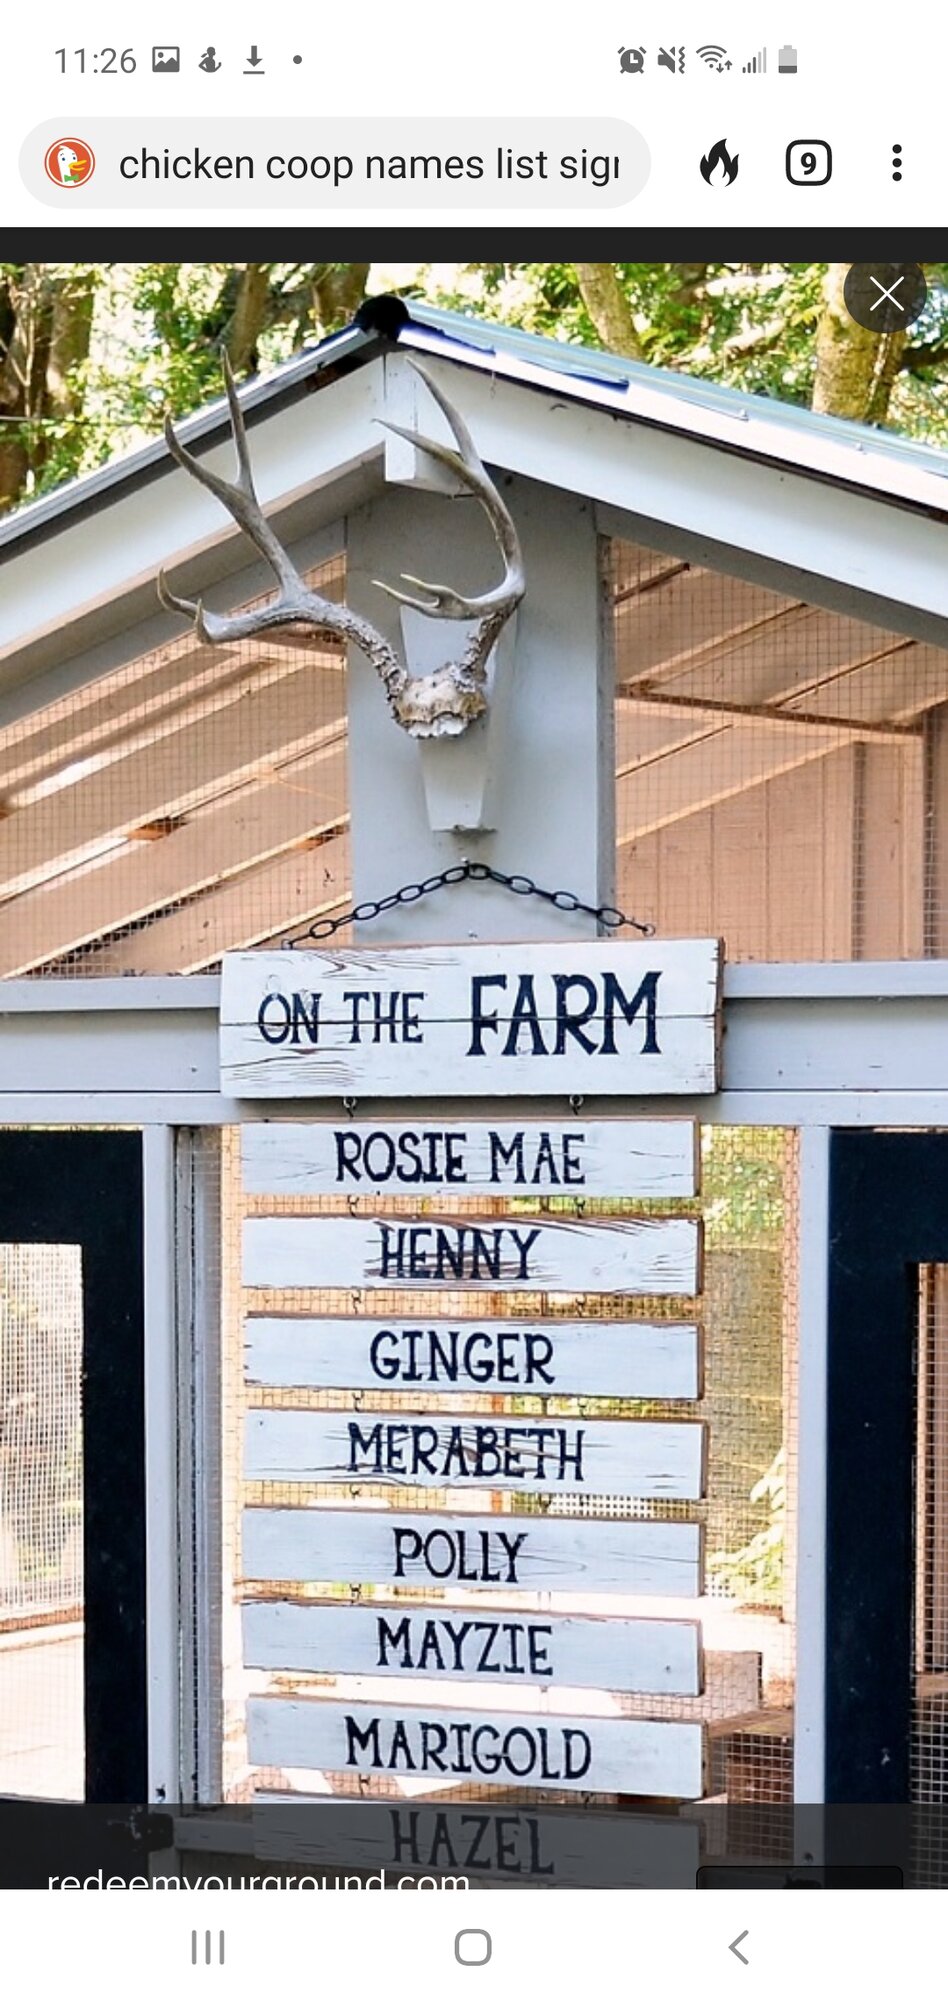 11:26
chicken coop names list sign
9
ON THE FARM
ROSIE MAE
HENNY
GINGER
MERABETH
POLLY
MAYZIE
MARIGOLD
HAZEL
redeemyourground.com